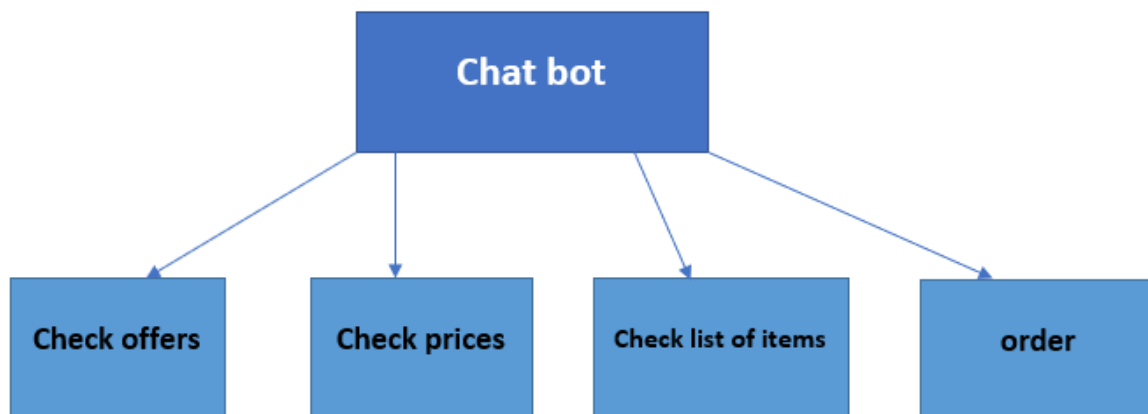 Chat bot
Check offers
Check prices
Check list of items
order